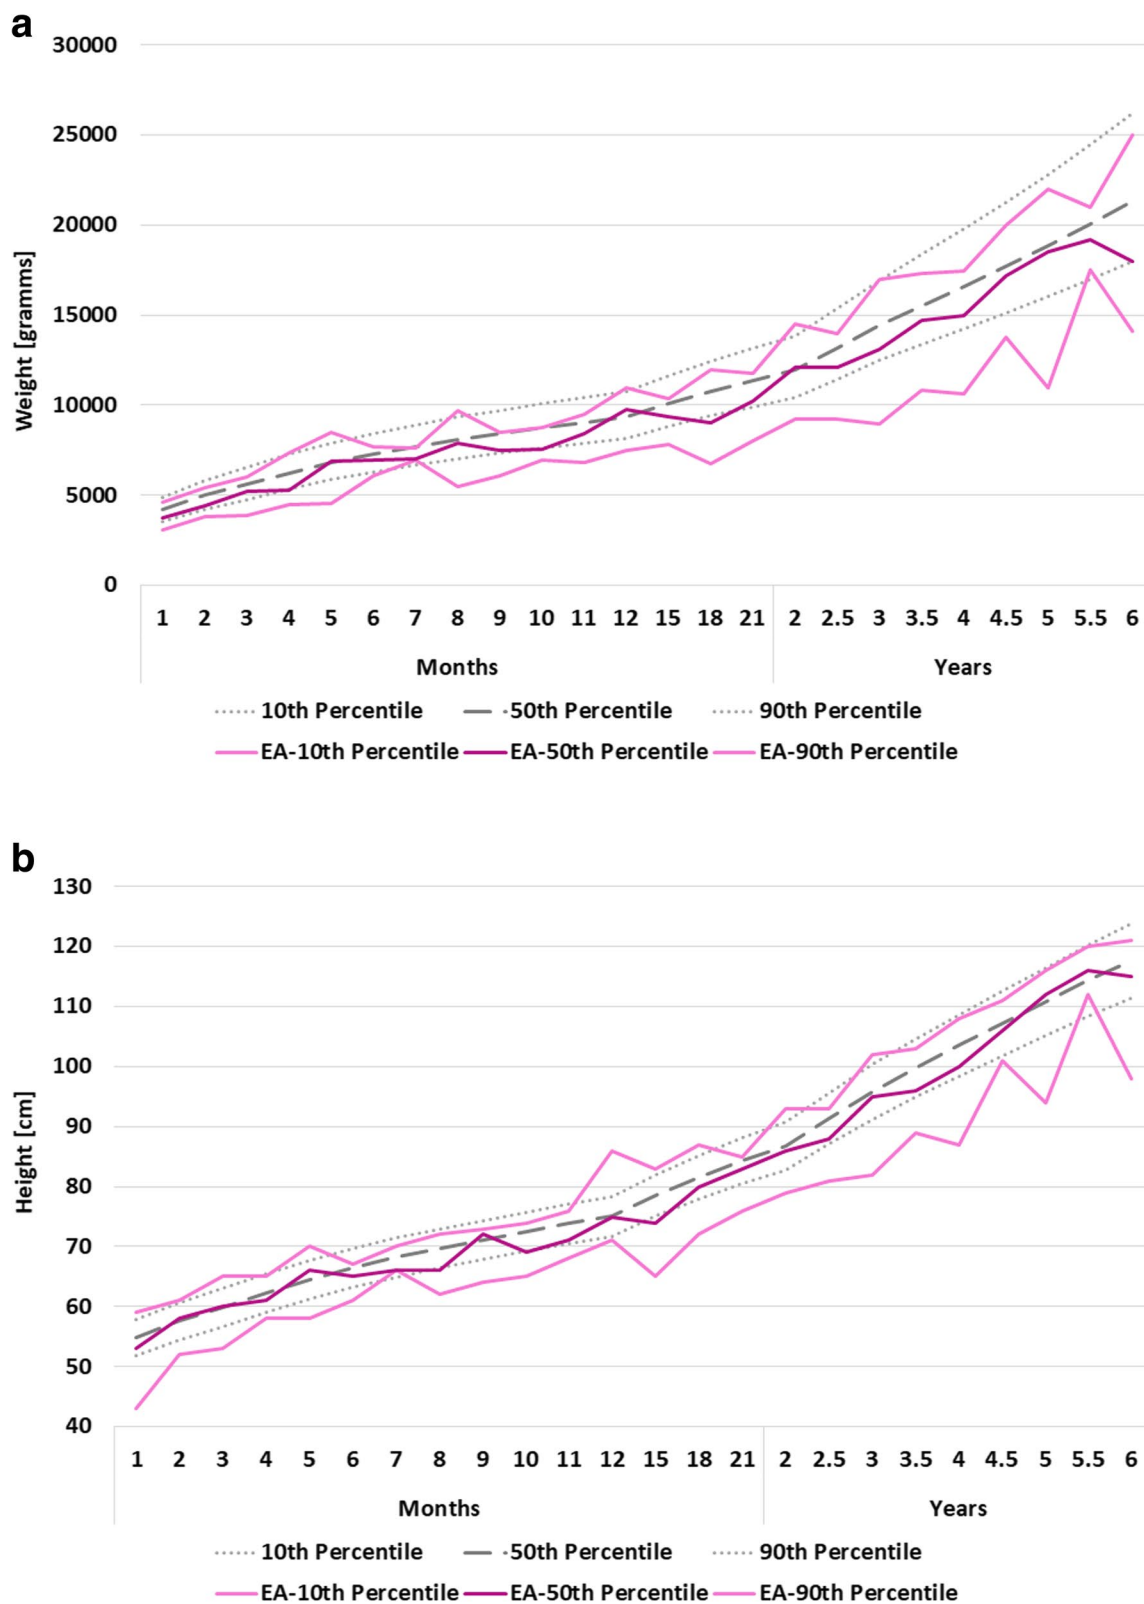 a
30000
25000
20000
15000
10000
5000
0
Weight [gramms]
1 2 3 4 5 6 7 8 9 10 11 12 15 18 21 2 2.5 3 3.5 4 4.5 5 5.5 6
Months Years
10th Percentile 50th Percentile 90th Percentile
EA-10th Percentile EA-50th Percentile EA-90th Percentile
b
130
120
110
100
90
80
70
60
50
40
Height [cm]
1 2 3 4 5 6 7 8 9 10 11 12 15 18 21 2 2.5 3 3.5 4 4.5 5 5.5 6
Months Years
10th Percentile 50th Percentile 90th Percentile
EA-10th Percentile EA-50th Percentile EA-90th Percentile